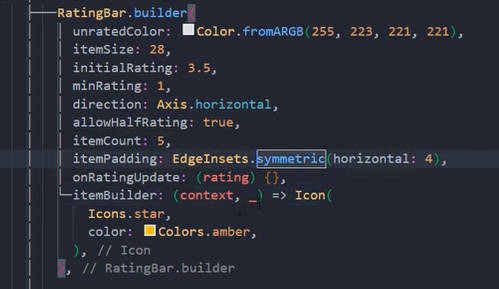 RatingBar.builder(
unratedColor: Color.fromARGB(255, 223, 221, 221),
itemSize: 28,
initialRating: 3.5,
minRating: 1,
direction: Axis.horizontal,
allowHalfRating: true,
itemCount: 5,
itemPadding: EdgeInsets.symmetric(horizontal: 4),
onRatingUpdate: (rating) {},
itemBuilder: (context, _) => Icon(
Icons.star,
color: Colors.amber,
), // Icon
), // RatingBar.builder